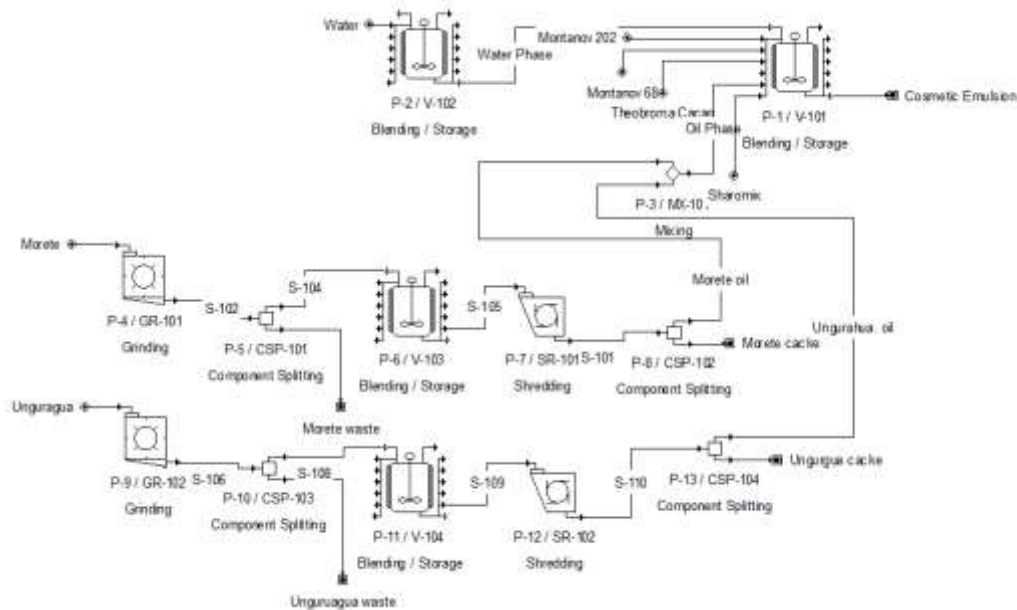 Water
Montanov 202
Water Phase
Montanov 68
Theobroma Cacao
Oil Phase
Cosmetic Emulsion
P-2 / V-102
Blending / Storage
P-1 / V-101
Blending / Storage
Sharomix
P-3 / MX-10
Mixing
Morete
S-102
S-104
P-4 / GR-101
Grinding
P-5 / CSP-101
Component Splitting
P-6 / V-103
Blending / Storage
S-105
P-7 / SR-101
Shredding
S-101
Morete oil
Ungurahua oil
Morete cacke
P-8 / CSP-102
Component Splitting
Morete waste
Unguragua
S-106
S-108
P-9 / GR-102
Grinding
P-10 / CSP-103
Component Splitting
P-11 / V-104
Blending / Storage
S-109
P-12 / SR-102
Shredding
S-110
P-13 / CSP-104
Component Splitting
Ungurgua cacke
Unguruagua waste